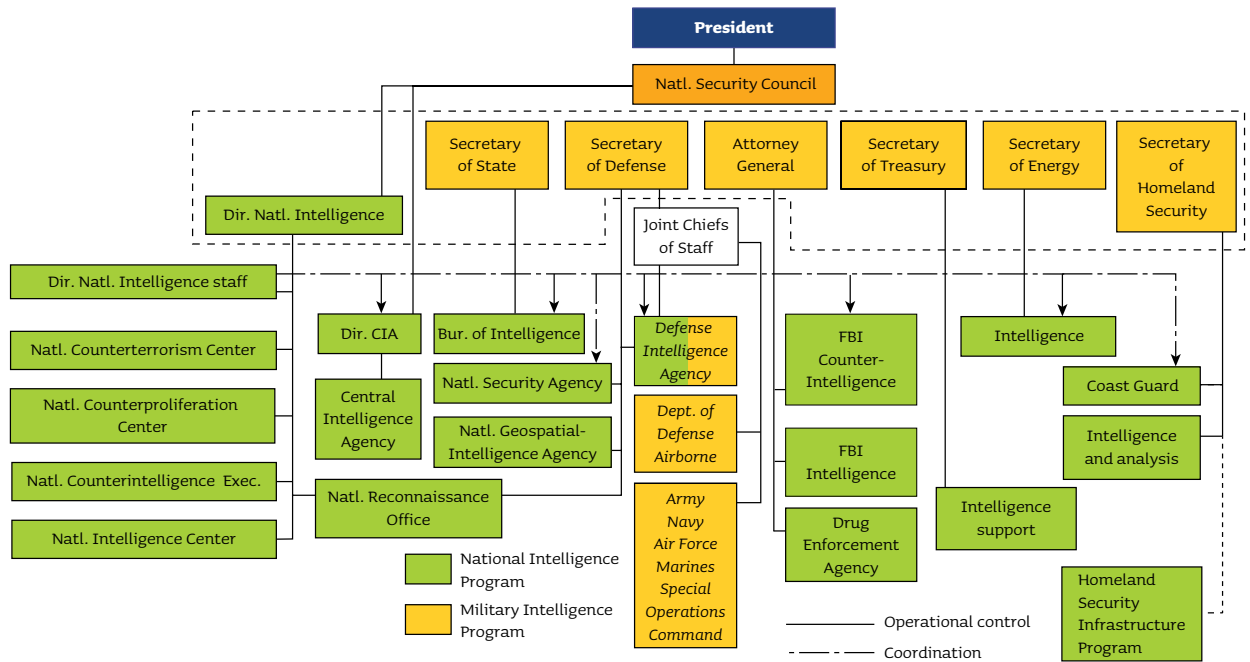 President
Natl. Security Council
Secretary
of State
Secretary
of Defense
Attorney
General
Secretary
of Treasury
Secretary
of Energy
Secretary
of
Homeland
Security
Dir. Natl. Intelligence
Joint Chiefs
of Staff
Dir. Natl. Intelligence staff
Natl. Counterterrorism Center
Natl. Counterproliferation
Center
Natl. Counterintelligence Exec.
Natl. Intelligence Center
Dir. CIA
Central
Intelligence
Agency
Natl. Reconnaissance
Office
Bur. of Intelligence
Natl. Security Agency
Natl. Geospatial-
Intelligence Agency
Defense
Intelligence
Agency
Dept. of
Defense
Airborne
Army
Navy
Air Force
Marines
Special
Operations
Command
FBI
Counter-
Intelligence
FBI
Intelligence
Drug
Enforcement
Agency
Intelligence
Intelligence
support
Coast Guard
Intelligence
and analysis
Homeland
Security
Infrastructure
Program
National Intelligence
Program
Military Intelligence
Program
Operational control
Coordination